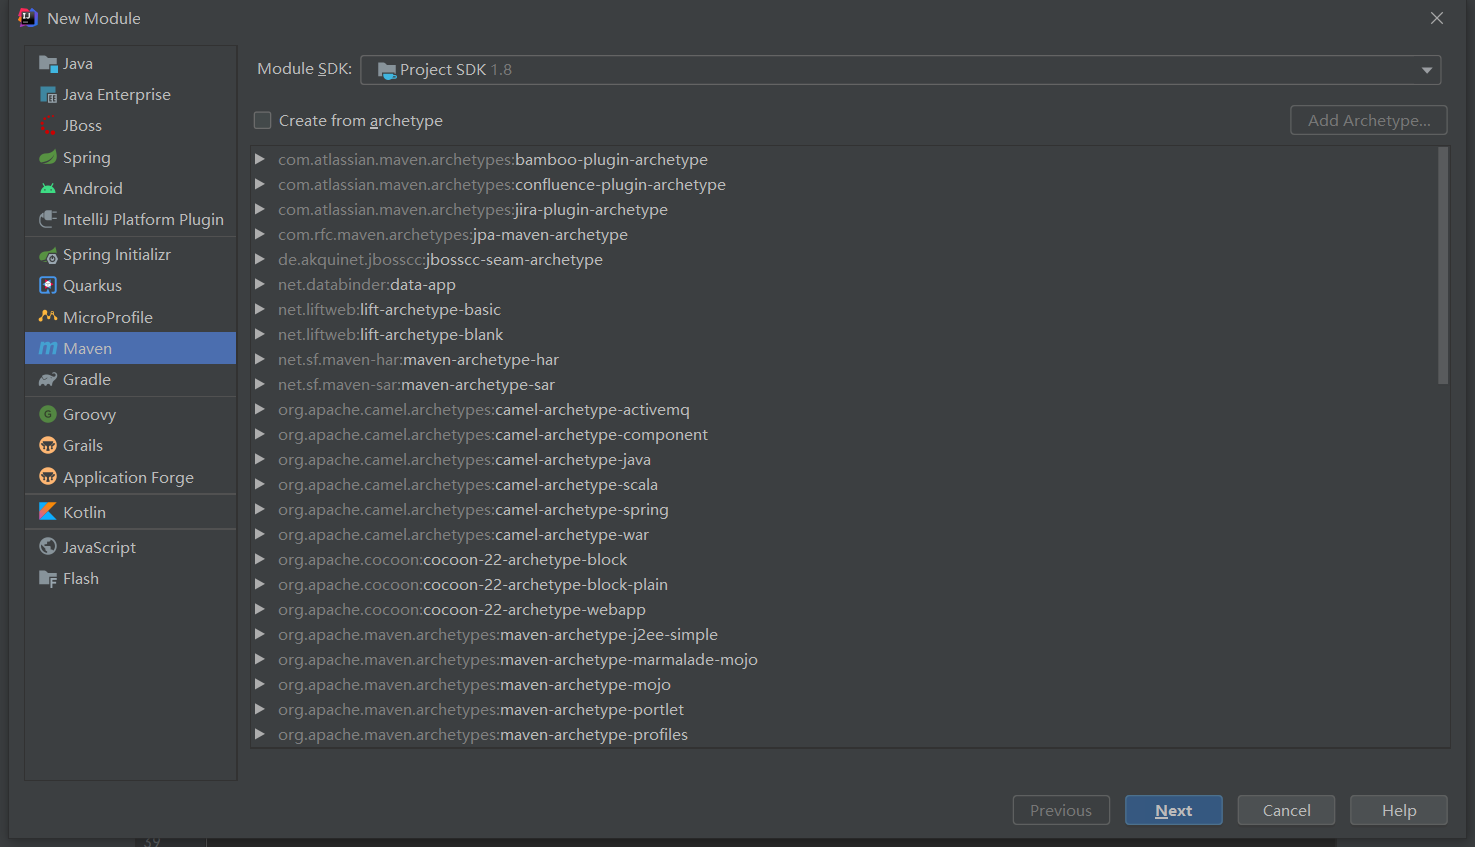 New Module
Java
Java Enterprise
JBoss
Spring
Android
IntelliJ Platform Plugin
Spring Initializr
Quarkus
MicroProfile
Maven
Gradle
Groovy
Grails
Application Forge
Kotlin
JavaScript
Flash
Module SDK: Project SDK 1.8
Create from archetype
Add Archetype...
com.atlassian.maven.archetypes:bamboo-plugin-archetype
com.atlassian.maven.archetypes:confluence-plugin-archetype
com.atlassian.maven.archetypes:jira-plugin-archetype
com.rfc.maven.archetypes:jpa-maven-archetype
de.akquinet.jbosscc:jbosscc-seam-archetype
net.databinder:data-app
net.liftweb:lift-archetype-basic
net.liftweb:lift-archetype-blank
net.sf.maven-har:maven-archetype-har
net.sf.maven-sar:maven-archetype-sar
org.apache.camel.archetypes:camel-archetype-activemq
org.apache.camel.archetypes:camel-archetype-component
org.apache.camel.archetypes:camel-archetype-java
org.apache.camel.archetypes:camel-archetype-scala
org.apache.camel.archetypes:camel-archetype-spring
org.apache.camel.archetypes:camel-archetype-war
org.apache.cocoon:cocoon-22-archetype-block
org.apache.cocoon:cocoon-22-archetype-block-plain
org.apache.cocoon:cocoon-22-archetype-webapp
org.apache.maven.archetypes:maven-archetype-j2ee-simple
org.apache.maven.archetypes:maven-archetype-marmalade-mojo
org.apache.maven.archetypes:maven-archetype-mojo
org.apache.maven.archetypes:maven-archetype-portlet
org.apache.maven.archetypes:maven-archetype-profiles
Previous
Next
Cancel
Help
39